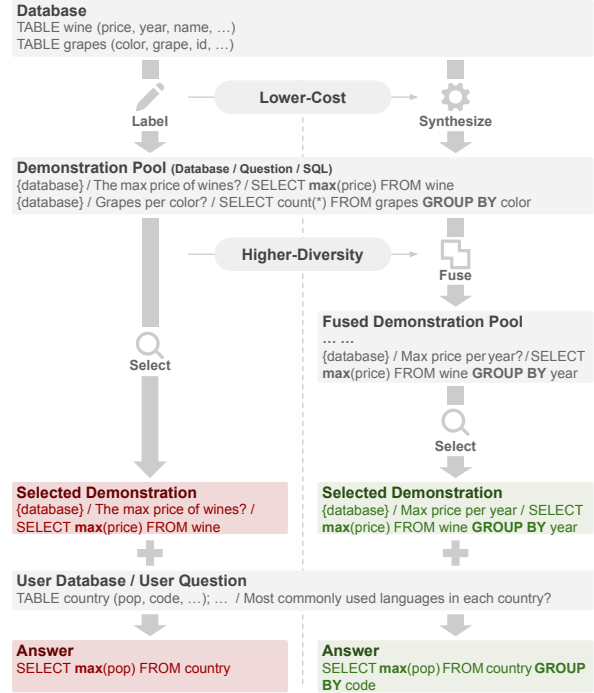 Database
TABLE wine (price, year, name, …)
TABLE grapes (color, grape, id, …)
Lower-Cost
Label
Synthesize
Demonstration Pool (Database / Question / SQL)
{database} / The max price of wines? / SELECT max(price) FROM wine
{database} / Grapes per color? / SELECT count(*) FROM grapes GROUP BY color
Higher-Diversity
Fuse
Fused Demonstration Pool
… …
{database} / Max price per year? / SELECT
max(price) FROM wine GROUP BY year
Select
Select
Selected Demonstration
{database} / The max price of wines? /
SELECT max(price) FROM wine
Selected Demonstration
{database} / Max price per year / SELECT
max(price) FROM wine GROUP BY year
User Database / User Question
TABLE country (pop, code, …); … / Most commonly used languages in each country?
Answer
SELECT max(pop) FROM country
Answer
SELECT max(pop) FROM country GROUP
BY code